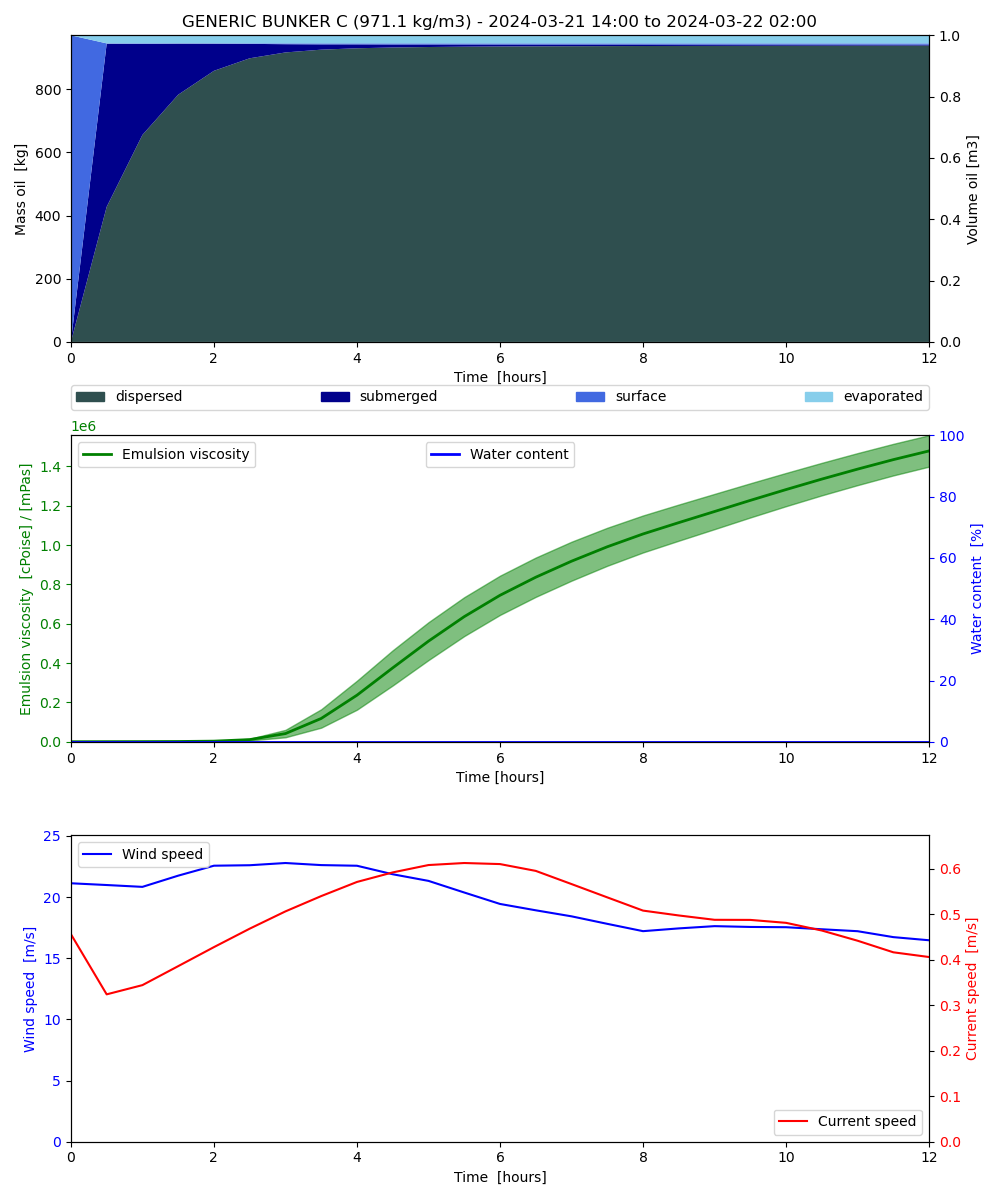 GENERIC BUNKER C (971.1 kg/m3) - 2024-03-21 14:00 to 2024-03-22 02:00
Mass oil [kg]
800
600
400
200
0
1.0
0.8
0.6
0.4
0.2
0.0
Volume oil [m3]
0 2 4 6 8 10 12
Time [hours]
dispersed submerged surface evaporated
1e6
Emulsion viscosity [cPoise] / [mPas]
1.4
1.2
1.0
0.8
0.6
0.4
0.2
0.0
Emulsion viscosity Water content
100
80
60
40
20
0
Water content [%]
0 2 4 6 8 10 12
Time [hours]
Wind speed [m/s]
25
20
15
10
5
0
Wind speed
0.6
0.5
0.4
0.3
0.2
0.1
0.0
Current speed [m/s]
Current speed
0 2 4 6 8 10 12
Time [hours]